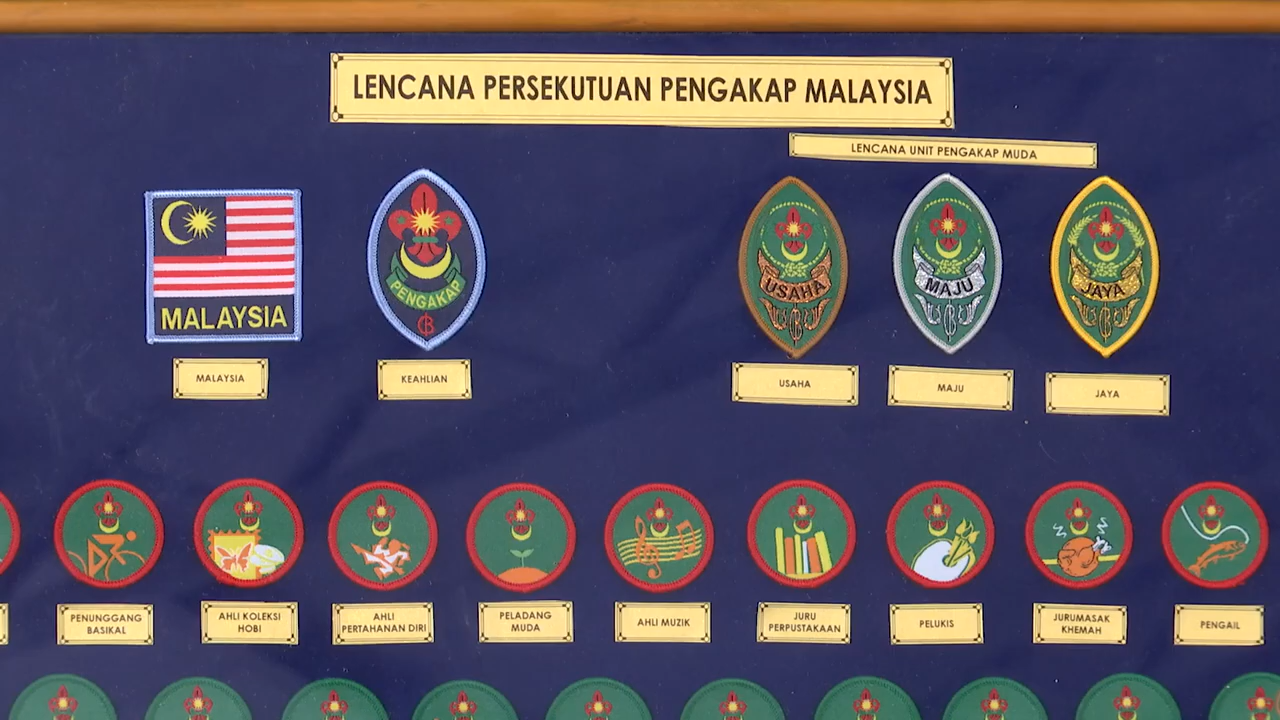 LENCANA PERSEKUTUAN PENGAKAP MALAYSIA
LENCANA UNIT PENGAKAP MUDA
MALAYSIA
PENGAKAP
USAHA
MAJU
JAYA
MALAYSIA
KEAHLIAN
USAHA
MAJU
JAYA
PENUNGGANG
BASIKAL
AHLI KOLEKSI
HOBI
AHLI
PERTAHANAN DIRI
PELADANG
MUDA
AHLI MUZIK
JURU
PERPUSTAKAAN
PELUKIS
JURUMASAK
KHEMAH
PENGAIL